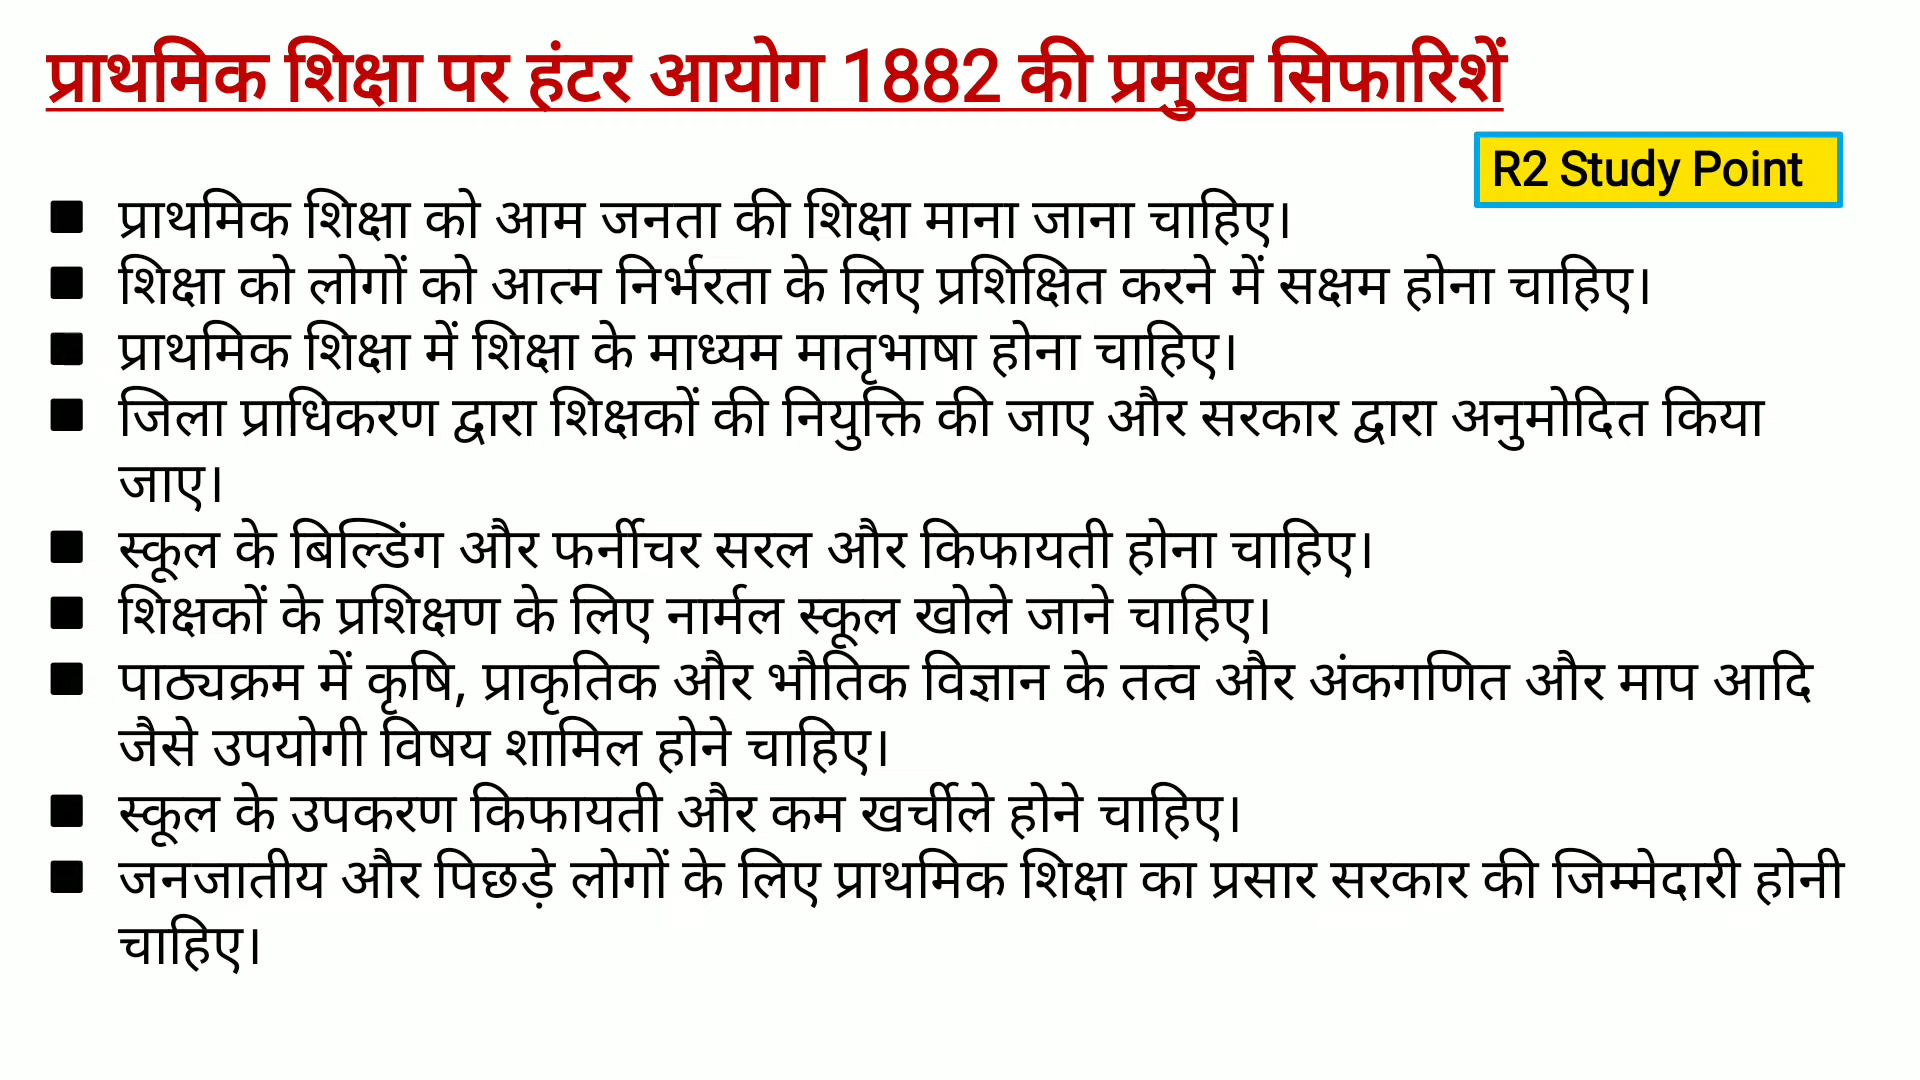 प्राथमिक शिक्षा पर हंटर आयोग 1882 की प्रमुख सिफारिशें
R2 Study Point
■ प्राथमिक शिक्षा को आम जनता की शिक्षा माना जाना चाहिए।
■ शिक्षा को लोगों को आत्म निर्भरता के लिए प्रशिक्षित करने में सक्षम होना चाहिए।
■ प्राथमिक शिक्षा में शिक्षा के माध्यम मातृभाषा होना चाहिए।
■ जिला प्राधिकरण द्वारा शिक्षकों की नियुक्ति की जाए और सरकार द्वारा अनुमोदित किया
जाए।
■ स्कूल के बिल्डिंग और फर्नीचर सरल और किफायती होना चाहिए।
■ शिक्षकों के प्रशिक्षण के लिए नार्मल स्कूल खोले जाने चाहिए।
■ पाठ्यक्रम में कृषि, प्राकृतिक और भौतिक विज्ञान के तत्व और अंकगणित और माप आदि
जैसे उपयोगी विषय शामिल होने चाहिए।
■ स्कूल के उपकरण किफायती और कम खर्चीले होने चाहिए।
■ जनजातीय और पिछड़े लोगों के लिए प्राथमिक शिक्षा का प्रसार सरकार की जिम्मेदारी होनी
चाहिए।